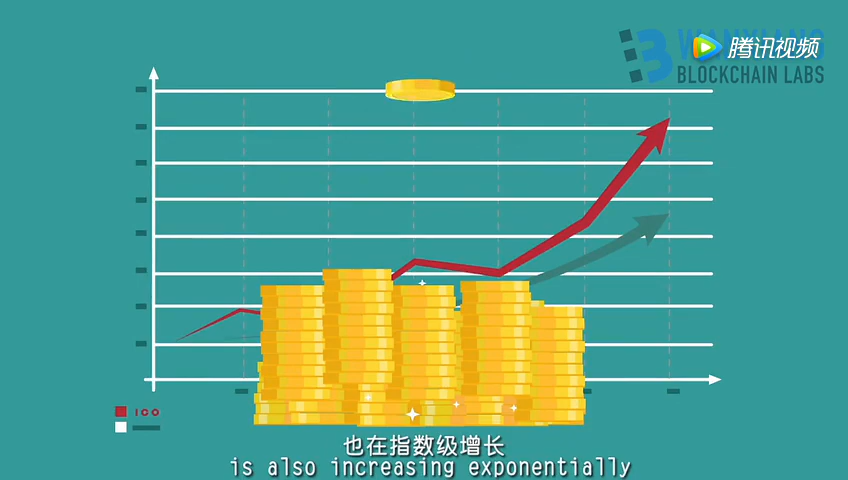 腾讯视频
BLOCKCHAIN LABS
ICO
也在指数级增长
is also increasing exponentially